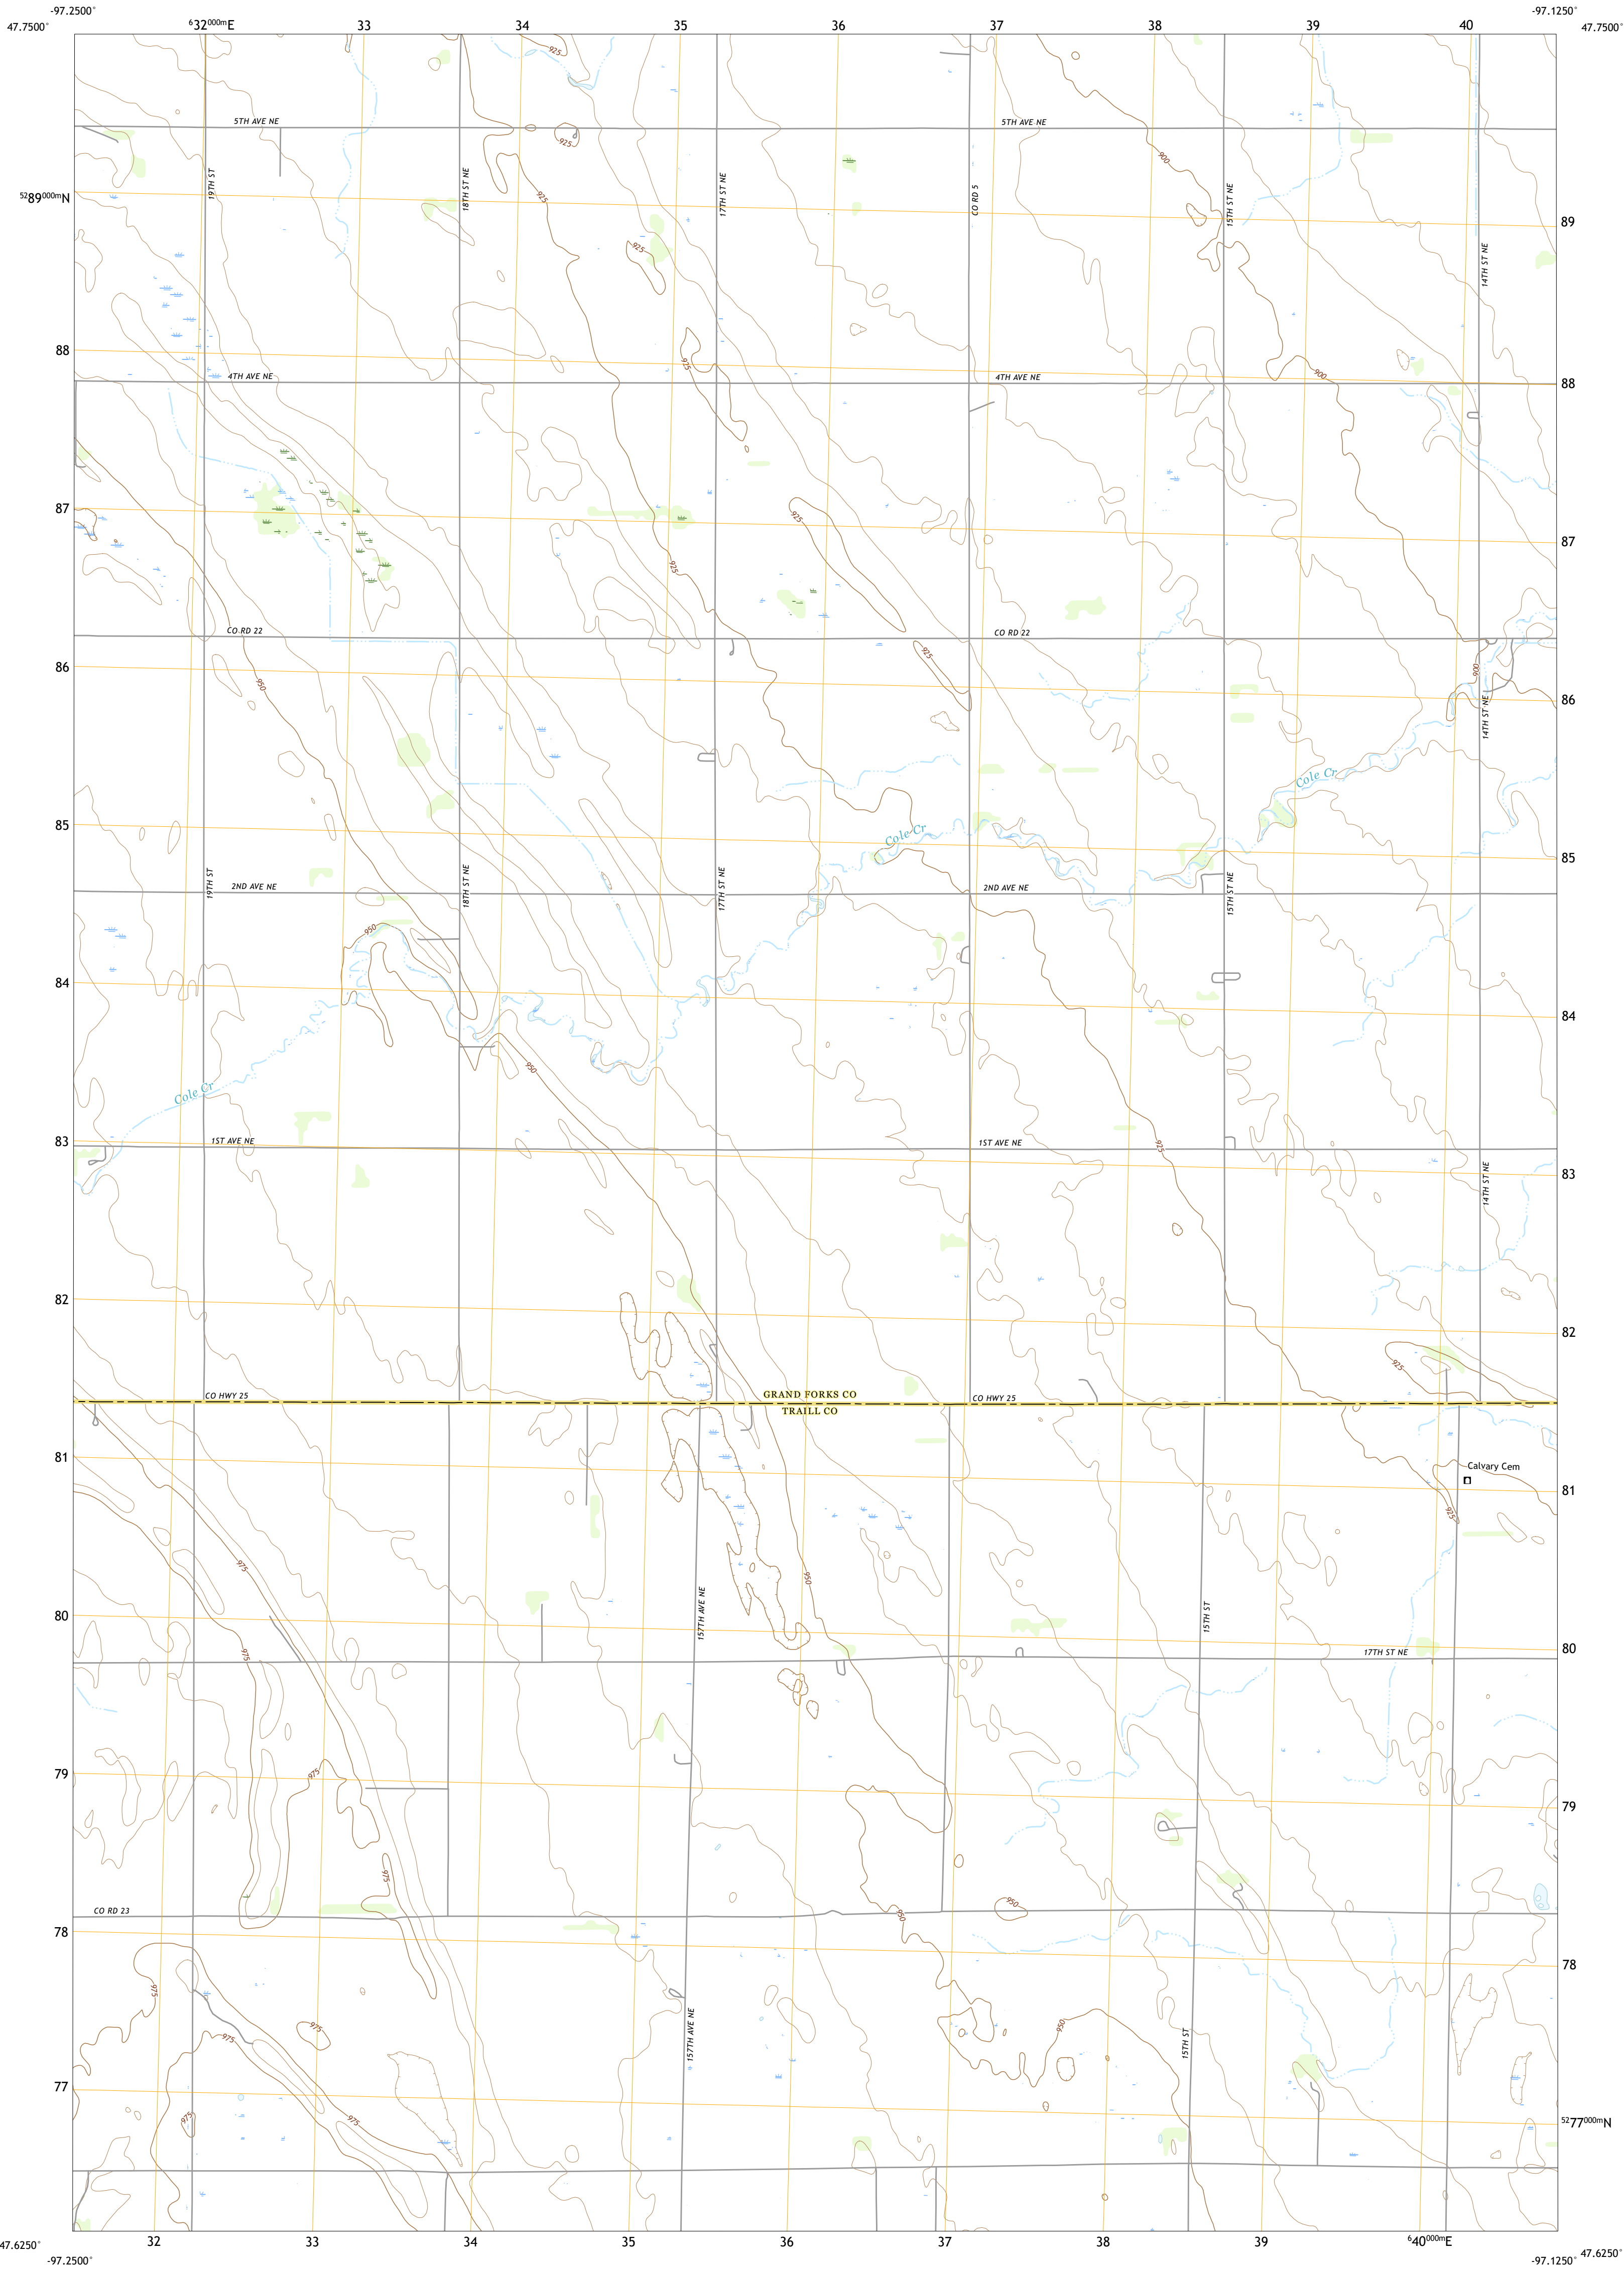 -97.2500°
-97.1250°
47.7500°
⁶32⁰⁰⁰ᵐE
33
34
35
36
37
38
39
40
47.7500°
925
5TH AVE NE
5TH AVE NE
925
900
19TH ST
18TH ST NE
17TH ST NE
CO RD 5
15TH ST NE
⁵²89⁰⁰⁰ᵐN
925
89
925
14TH ST NE
88
925
900
4TH AVE NE
4TH AVE NE
88
87
925
87
925
CO RD 22
CO RD 22
925
86
900
950
86
14TH ST NE
Cole Cr
85
Cole Cr
85
19TH ST
18TH ST NE
17TH ST NE
2ND AVE NE
2ND AVE NE
15TH ST NE
950
84
84
950
Cole Cr
83
1ST AVE NE
1ST AVE NE
925
83
14TH ST NE
82
82
925
CO HWY 25
GRAND FORKS CO
CO HWY 25
TRAILL CO
81
Calvary Cem
81
925
975
950
80
157TH AVE NE
15TH ST
80
975
17TH ST NE
79
975
79
975
950
CO RD 23
950
78
78
975
975
975
950
157TH AVE NE
15TH ST
77
975
975
⁵²77⁰⁰⁰ᵐN
47.6250°
32
33
34
35
36
37
38
39
⁶40⁰⁰⁰ᵐE
47.6250°
-97.2500°
-97.1250°